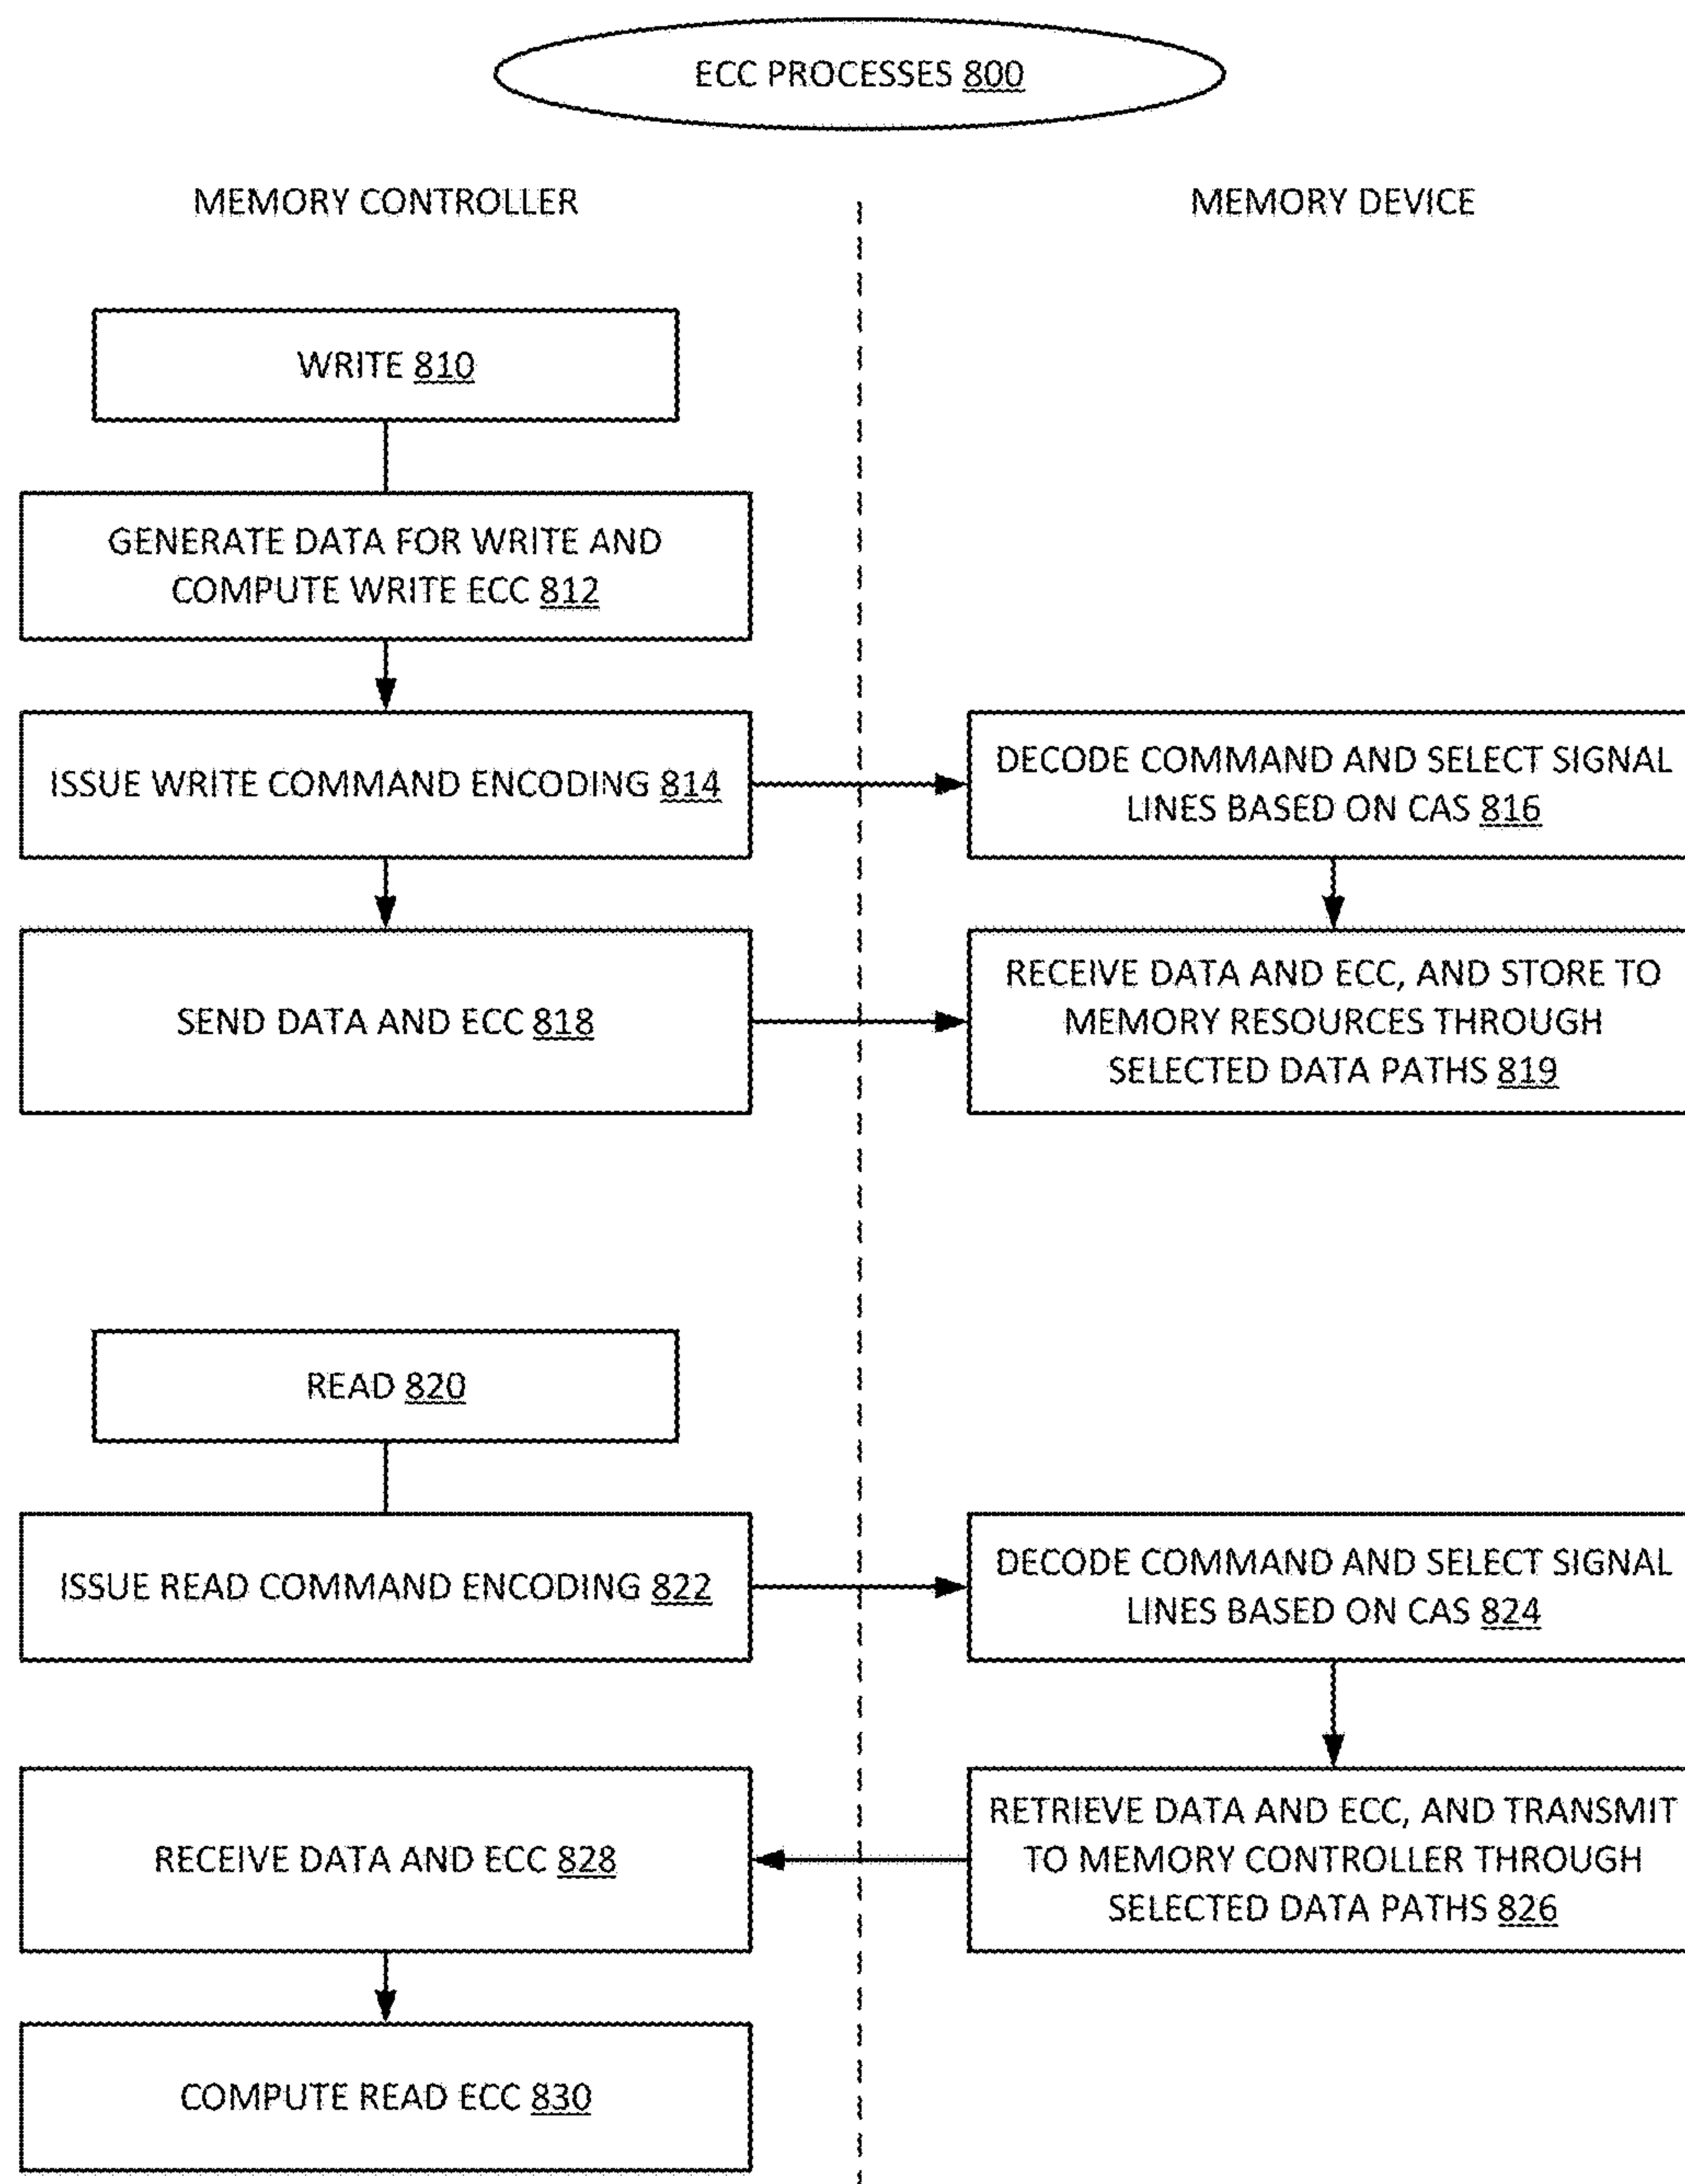 ECC PROCESSES 800
MEMORY CONTROLLER
MEMORY DEVICE
WRITE 810
GENERATE DATA FOR WRITE AND
COMPUTE WRITE ECC 812
ISSUE WRITE COMMAND ENCODING 814
DECODE COMMAND AND SELECT SIGNAL
LINES BASED ON CAS 816
SEND DATA AND ECC 818
RECEIVE DATA AND ECC, AND STORE TO
MEMORY RESOURCES THROUGH
SELECTED DATA PATHS 819
READ 820
ISSUE READ COMMAND ENCODING 822
DECODE COMMAND AND SELECT SIGNAL
LINES BASED ON CAS 824
RECEIVE DATA AND ECC 828
RETRIEVE DATA AND ECC, AND TRANSMIT
TO MEMORY CONTROLLER THROUGH
SELECTED DATA PATHS 826
COMPUTE READ ECC 830